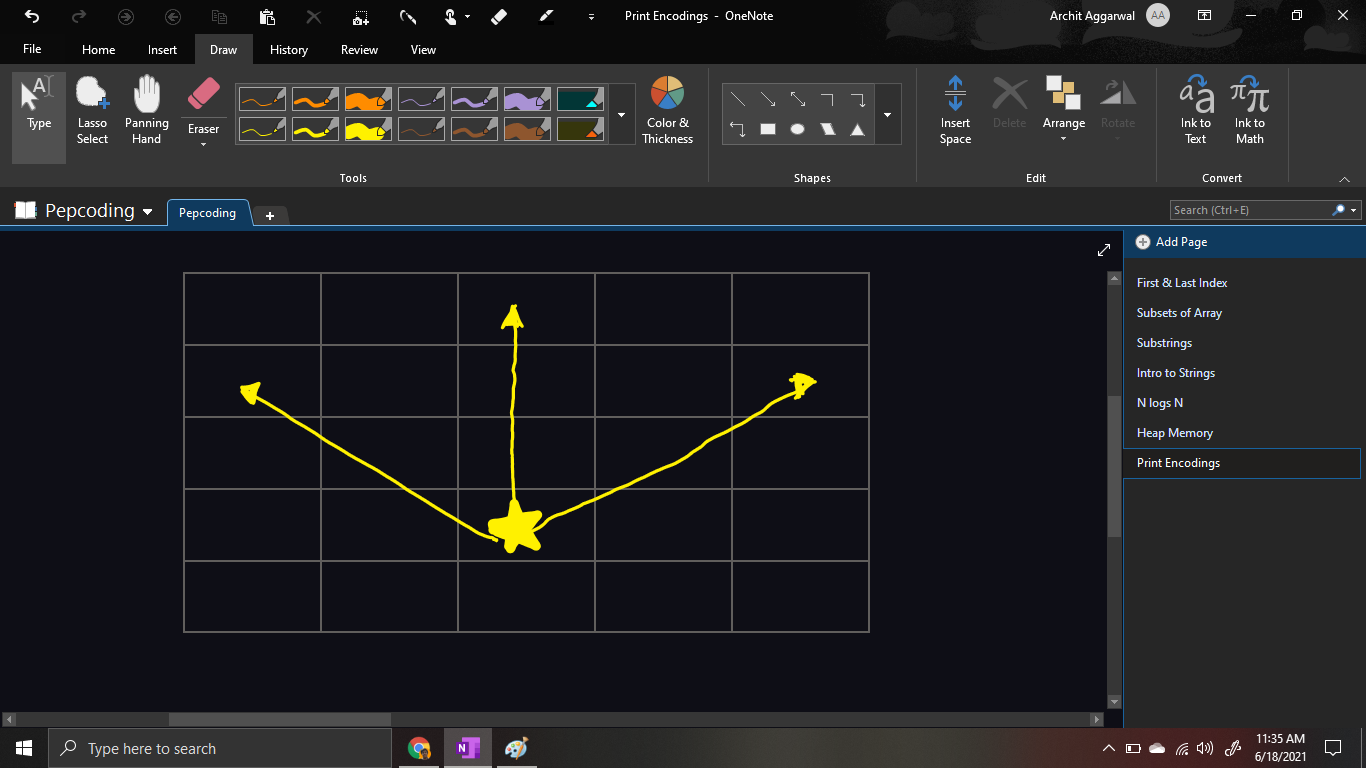 Print Encodings - OneNote
Archit Aggarwal
AA
File
Home
Insert
Draw
History
Review
View
Type
Lasso
Select
Panning
Hand
Eraser
Color &
Thickness
Insert
Space
Delete
Arrange
Rotate
Ink to
Text
Ink to
Math
Tools
Shapes
Edit
Convert
Pepcoding
Pepcoding
Search (Ctrl+E)
Add Page
First & Last Index
Subsets of Array
Substrings
Intro to Strings
N logs N
Heap Memory
Print Encodings
Type here to search
N
11:35 AM
6/18/2021